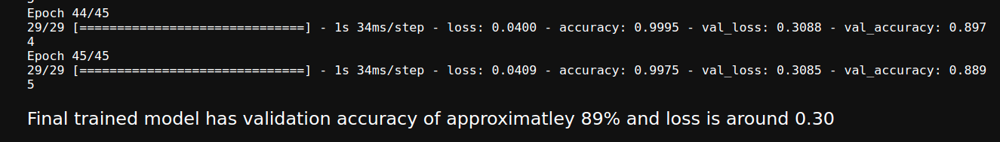 Epoch 44/45
29/29 [==============================] - 1s 34ms/step - loss: 0.0400 - accuracy: 0.9995 - val_loss: 0.3088 - val_accuracy: 0.897
4
Epoch 45/45
29/29 [==============================] - 1s 34ms/step - loss: 0.0409 - accuracy: 0.9975 - val_loss: 0.3085 - val_accuracy: 0.889
5
Final trained model has validation accuracy of approximatley 89% and loss is around 0.30